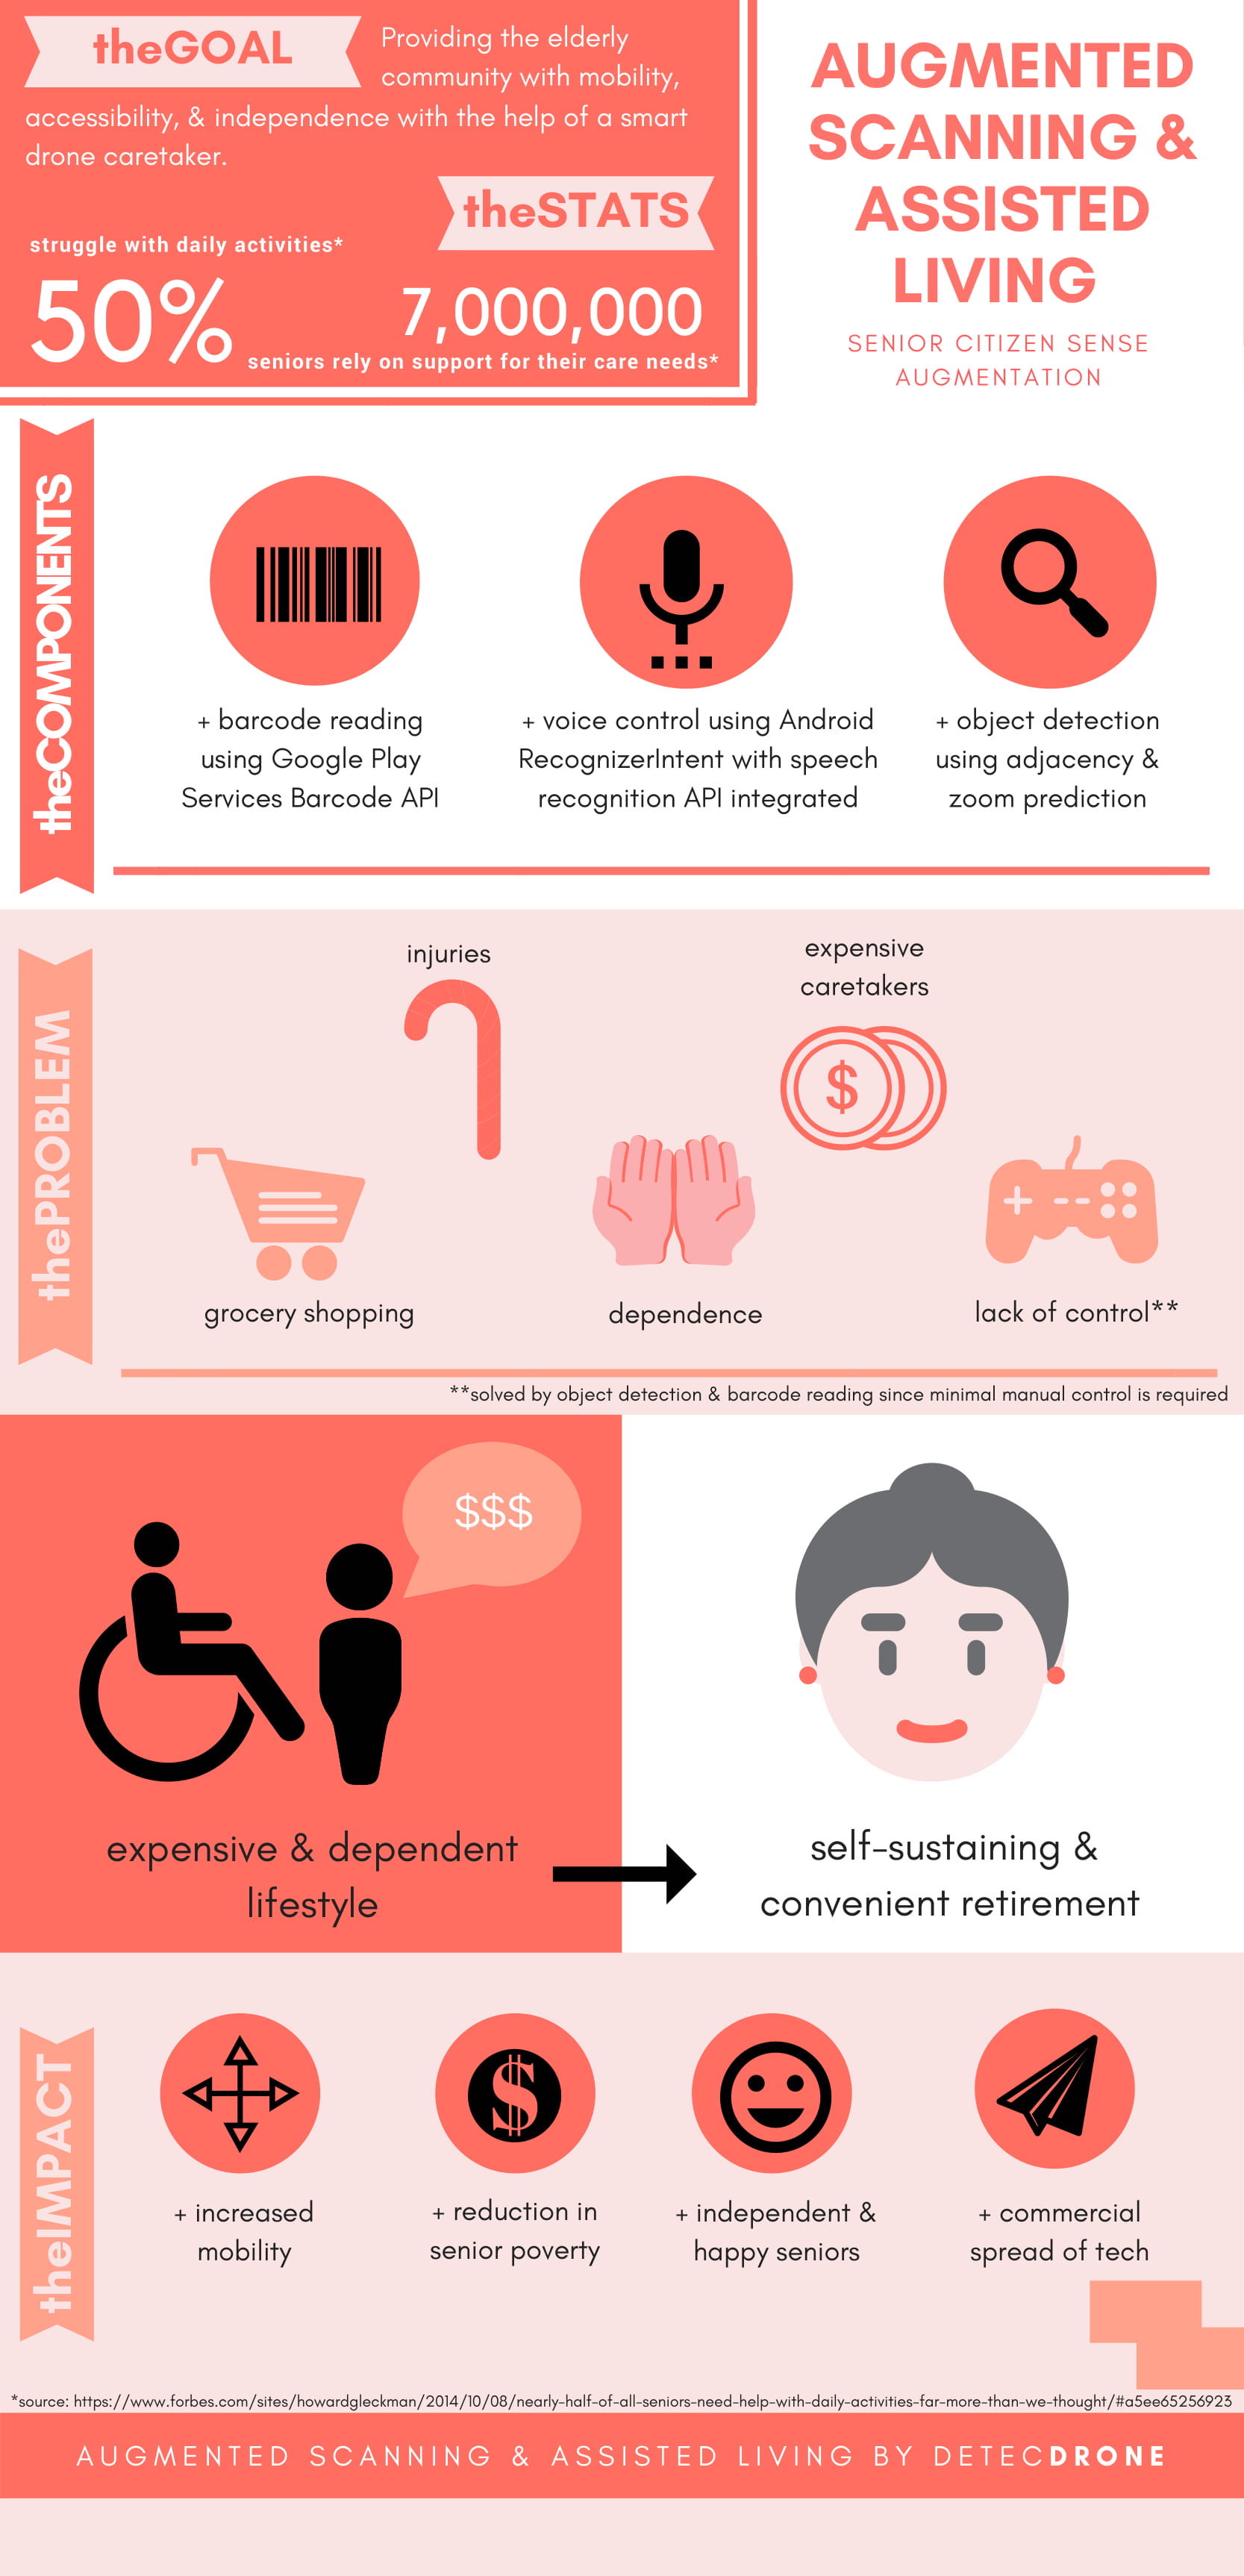 theGOAL
Providing the elderly
community with mobility,
accessibility, & independence with the help of a smart
drone caretaker.
theSTATS
struggle with daily activities*
50%
7,000,000
seniors rely on support for their care needs*
AUGMENTED
SCANNING &
ASSISTED
LIVING
SENIOR CITIZEN SENSE
AUGMENTATION
theCOMPONENTS
+ barcode reading
using Google Play
Services Barcode API
+ voice control using Android
RecognizerIntent with speech
recognition API integrated
+ object detection
using adjacency &
zoom prediction
thePROBLEM
injuries
expensive
caretakers
$
grocery shopping
dependence
lack of control**
**solved by object detection & barcode reading since minimal manual control is required
$$$
expensive & dependent
lifestyle
self-sustaining &
convenient retirement
theIMPACT
$
+ increased
mobility
+ reduction in
senior poverty
+ independent &
happy seniors
+ commercial
spread of tech
*source: https://www.forbes.com/sites/howardgleckman/2014/10/08/nearly-half-of-all-seniors-need-help-with-daily-activities-far-more-than-we-thought/#a5ee65256923
AUGMENTED SCANNING & ASSISTED LIVING BY DETECDRONE